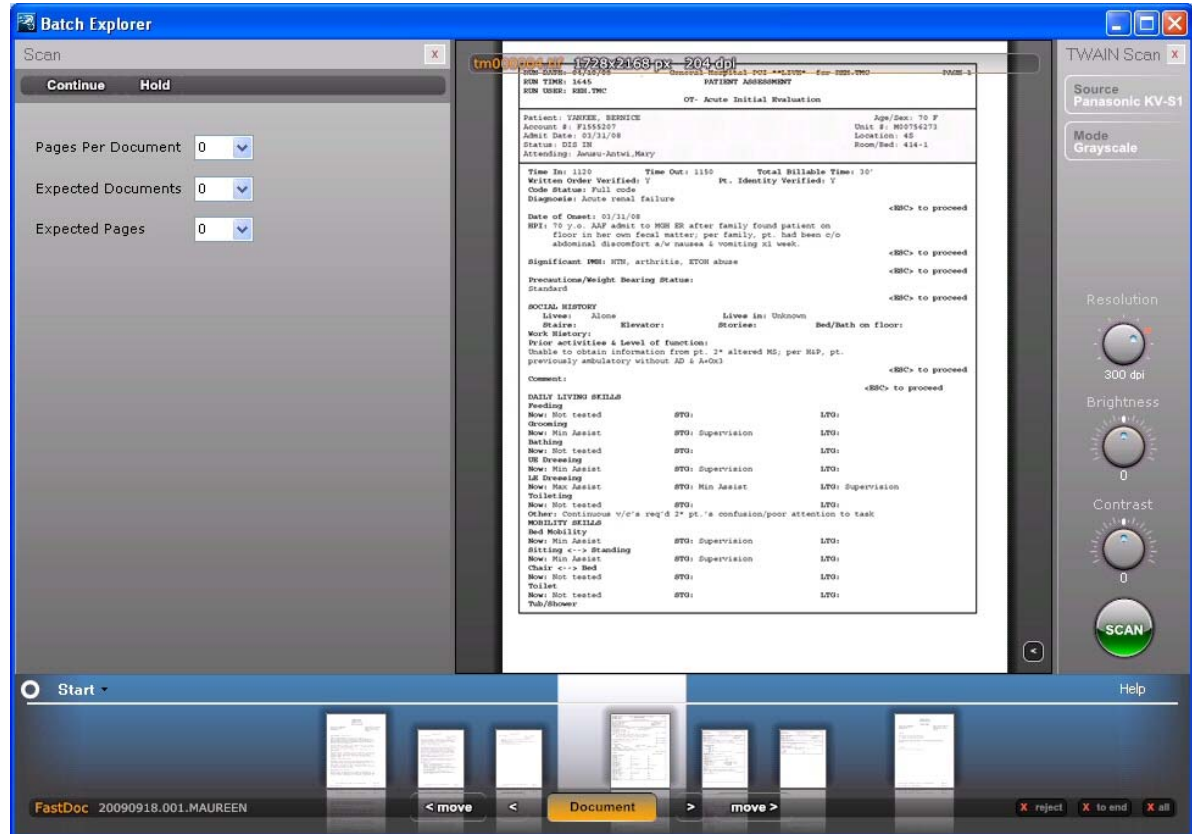 Batch Explorer
Scan
Continue Hold
Pages Per Document 0
Expected Documents 0
Expected Pages 0
tm000004.tif 1728x2168 px 204 dpi
RUN DATE: General Hospital PCI **LIVE* for REH.TMC PAGE 1
RUN TIME: 1645 PATIENT ASSESSMENT
RUN USER: REH.TMC
OT- Acute Initial Evaluation
Patient: YANKEE, BERNICE Age/Sex: 70 F
Account #: F1555207 Unit #: M00756273
Admit Date: 03/31/08 Location: 4S
Status: DIS IN Room/Bed: 414-1
Attending: Awusu-Antwi,Mary
Time In: 1120 Time Out: 1150 Total Billable Time: 30'
Written Order Verified: Y Pt. Identity Verified: Y
Code Status: Full code
Diagnosis: Acute renal failure
<ESC> to proceed
Date of Onset: 03/31/08
HPI: 70 y.o. AAF admit to MGH ER after family found patient on
floor in her own fecal matter; per family, pt. had been c/o
abdominal discomfort a/w nausea & vomiting x1 week.
<ESC> to proceed
Significant PMH: HTN, arthritis, ETOH abuse
<ESC> to proceed
Precautions/Weight Bearing Status:
Standard
<ESC> to proceed
SOCIAL HISTORY
Lives: Alone Lives in: Unknown
Stairs: Elevator: Stories: Bed/Bath on floor:
Work History:
Prior activities & Level of function:
Unable to obtain information from pt. 2* altered MS; per H&P, pt.
previously ambulatory without AD & A+Ox3
<ESC> to proceed
Comment:
<ESC> to proceed
DAILY LIVING SKILLS
Feeding
Now: Not tested STG: LTG:
Grooming
Now: Min Assist STG: Supervision LTG:
Bathing
Now: Not tested STG: LTG:
UE Dressing
Now: Min Assist STG: Supervision LTG:
LE Dressing
Now: Max Assist STG: Min Assist LTG: Supervision
Toileting
Now: Not tested STG: LTG:
Other: Continuous v/c's req'd 2* pt.'s confusion/poor attention to task
MOBILITY SKILLS
Bed Mobility
Now: Min Assist STG: Supervision LTG:
Sitting <--> Standing
Now: Min Assist STG: Supervision LTG:
Chair <--> Bed
Now: Not tested STG: LTG:
Toilet
Now: Not tested STG: LTG:
Tub/Shower
<
TWAIN Scan x
Source
Panasonic KV-S1
Mode
Grayscale
Resolution
300 dpi
Brightness
0
Contrast
0
SCAN
Start Help
FastDoc 20090918.001.MAUREEN < move < Document > move > X reject X to end X all